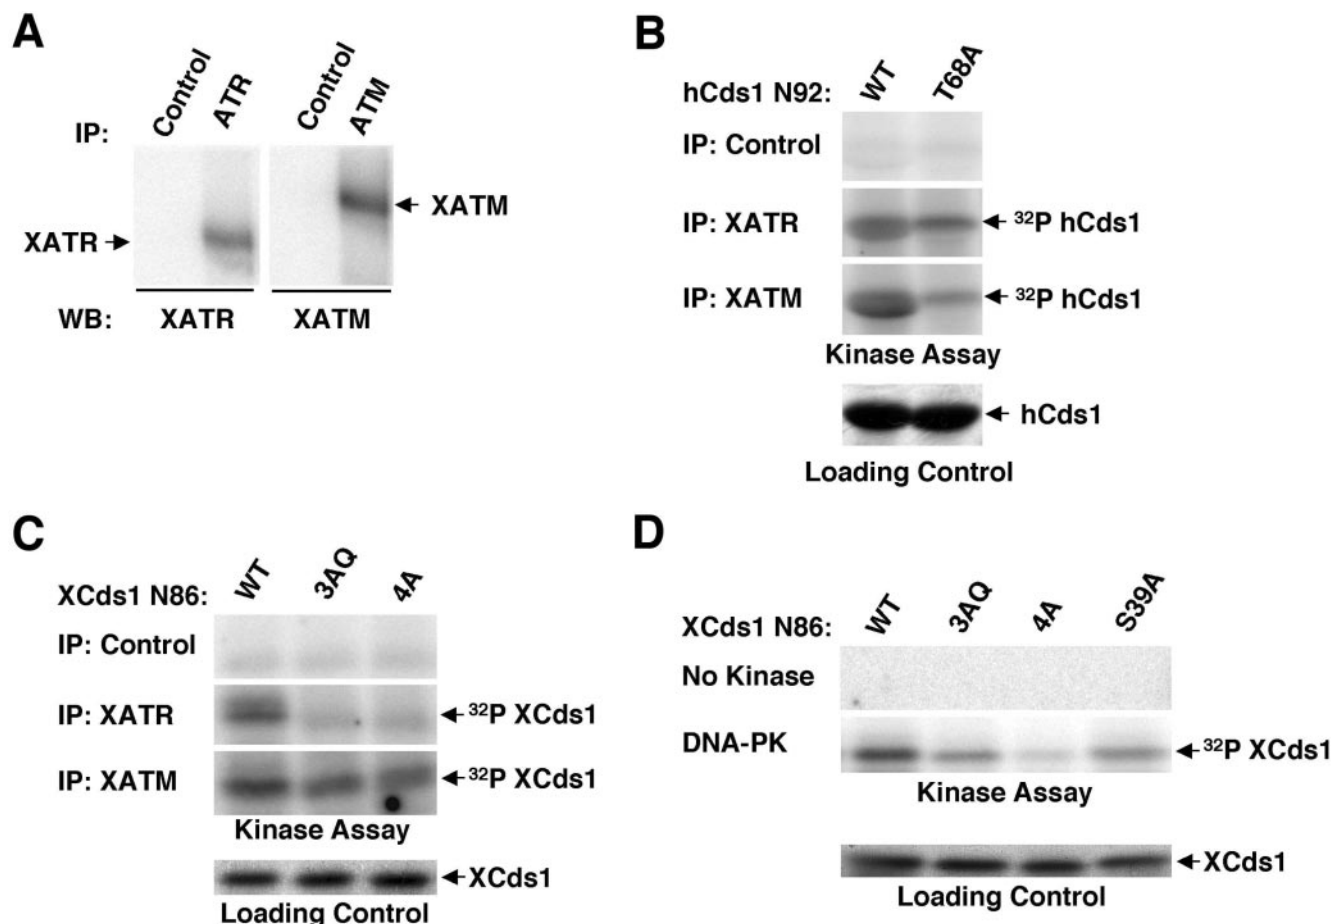 A
IP:
Control
ATR
Control
ATM
XATR
XATM
WB:
XATR
XATM
B
hCds1 N92:
WT
T68A
IP: Control
IP: XATR
32P hCds1
IP: XATM
32P hCds1
Kinase Assay
hCds1
Loading Control
C
XCds1 N86:
WT
3AQ
4A
IP: Control
IP: XATR
32P XCds1
IP: XATM
32P XCds1
Kinase Assay
XCds1
Loading Control
D
XCds1 N86:
WT
3AQ
4A
S39A
No Kinase
DNA-PK
32P XCds1
Kinase Assay
XCds1
Loading Control